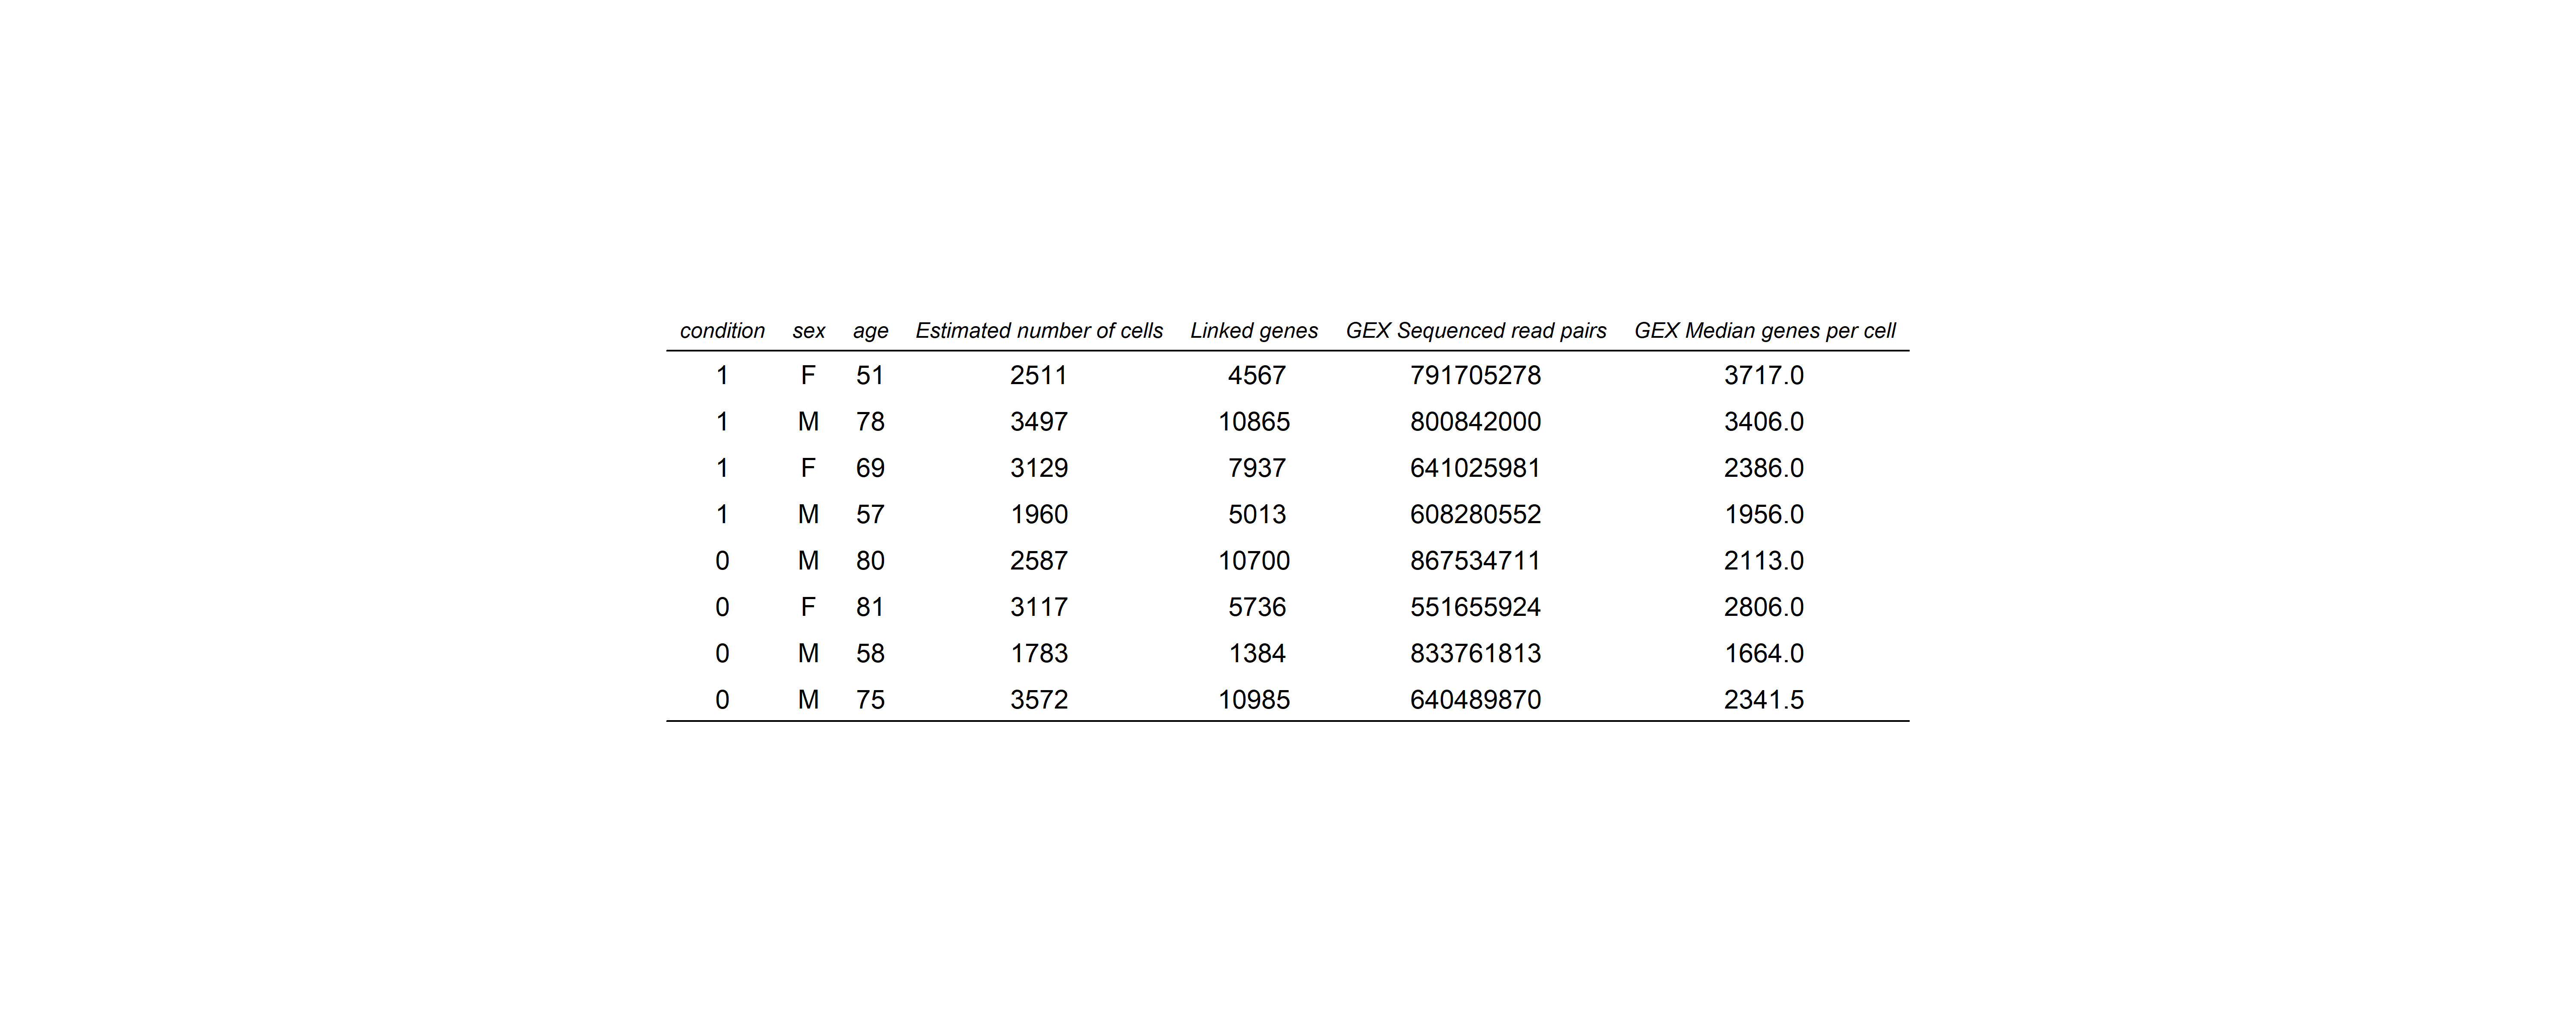 condition sex age Estimated number of cells Linked genes GEX Sequenced read pairs GEX Median genes per cell
1 F 51 2511 4567 791705278 3717.0
1 M 78 3497 10865 800842000 3406.0
1 F 69 3129 7937 641025981 2386.0
1 M 57 1960 5013 608280552 1956.0
0 M 80 2587 10700 867534711 2113.0
0 F 81 3117 5736 551655924 2806.0
0 M 58 1783 1384 833761813 1664.0
0 M 75 3572 10985 640489870 2341.5